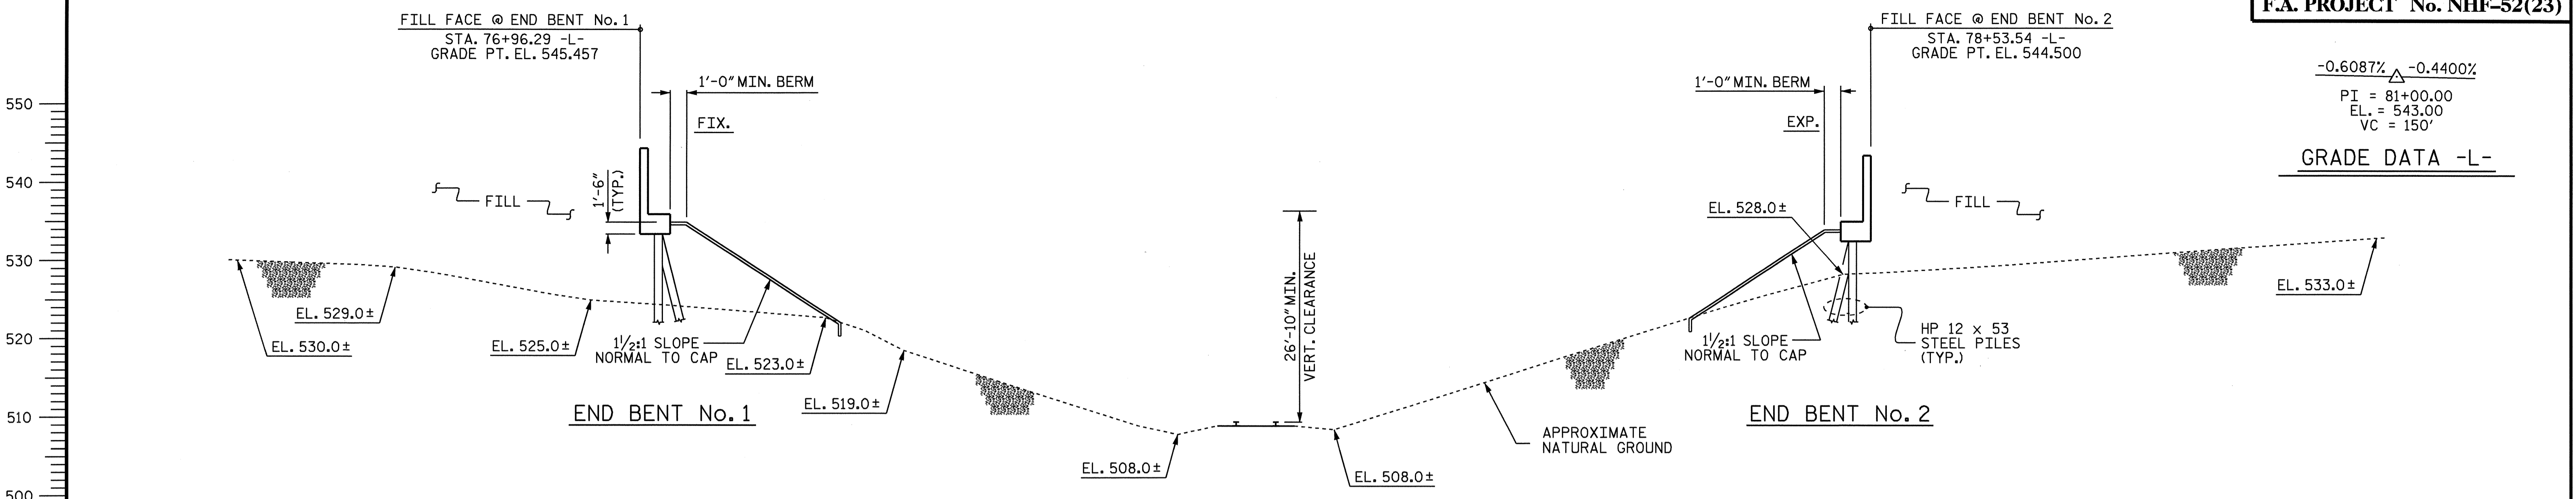 F.A. PROJECT No. NHF-52(23)
FILL FACE @ END BENT No. 1
STA. 76+96.29 -L-
GRADE PT. EL. 545.457
FILL FACE @ END BENT No. 2
STA. 78+53.54 -L-
GRADE PT. EL. 544.500
-0.6087% -0.4400%
PI = 81+00.00
EL. = 543.00
VC = 150'
GRADE DATA -L-
1'-0" MIN. BERM
1'-0" MIN. BERM
FIX.
EXP.
550
540
530
520
510
500
1'-6"
(TYP.)
FILL
FILL
EL. 528.0±
26'-10" MIN.
VERT. CLEARANCE
EL. 529.0±
EL. 530.0±
EL. 525.0±
1½:1 SLOPE
NORMAL TO CAP
EL. 523.0±
EL. 519.0±
EL. 533.0±
1½:1 SLOPE
NORMAL TO CAP
HP 12 x 53
STEEL PILES
(TYP.)
END BENT No. 1
END BENT No. 2
APPROXIMATE
NATURAL GROUND
EL. 508.0±
EL. 508.0±